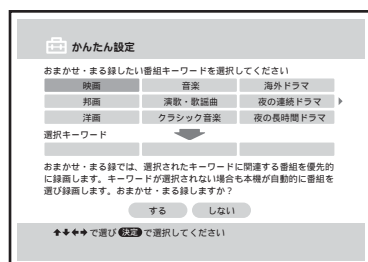 かんたん設定
おまかせ・まる録したい番組キーワードを選択してください
映画 音楽 海外ドラマ
邦画 演歌・歌謡曲 夜の連続ドラマ
洋画 クラシック音楽 夜の長時間ドラマ
選択キーワード
おまかせ・まる録では、選択されたキーワードに関連する番組を優先的
に録画します。キーワードが選択されない場合も本機が自動的に番組を
選び録画します。おまかせ・まる録しますか？
する しない
↑↓←→で選び 決定 で選択してください